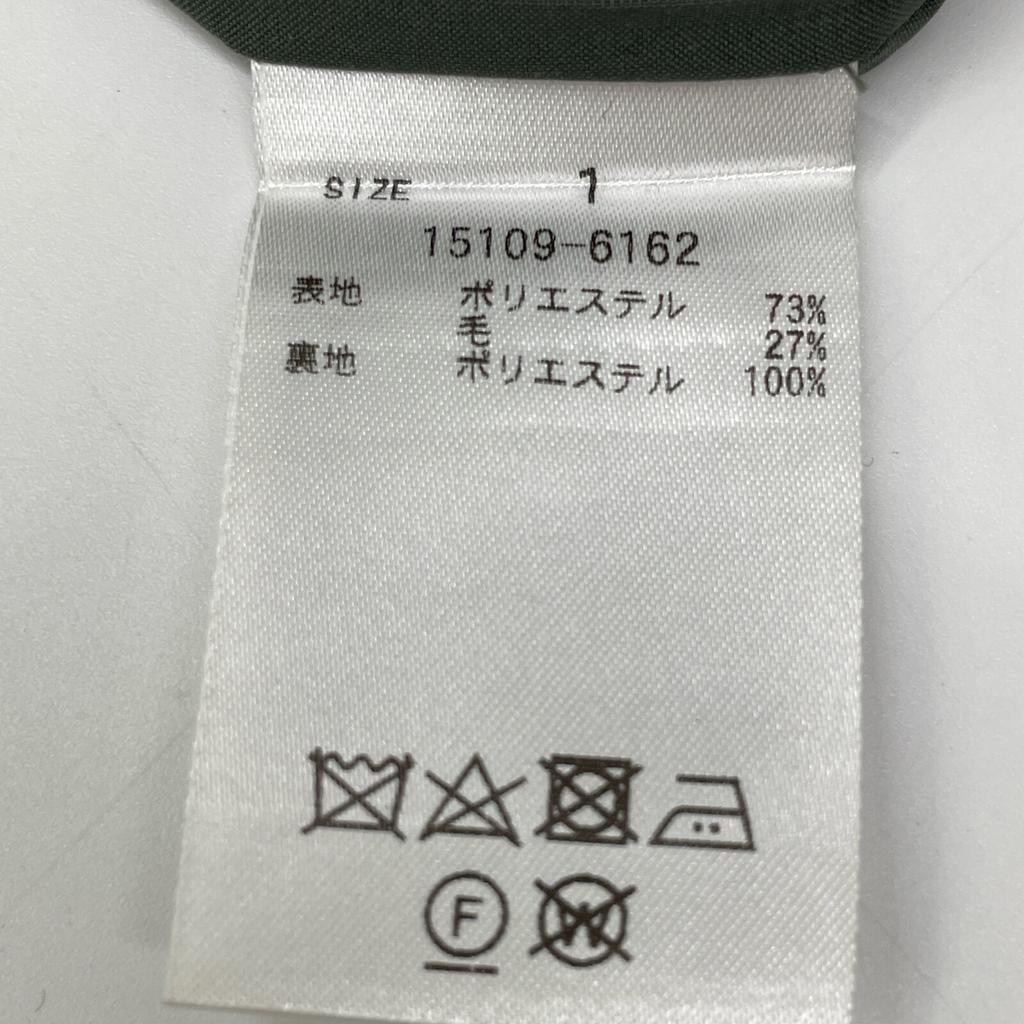 SIZE 1
15109-6162
表地 ポリエステル 73%
毛 27%
裏地 ポリエステル 100%
F W